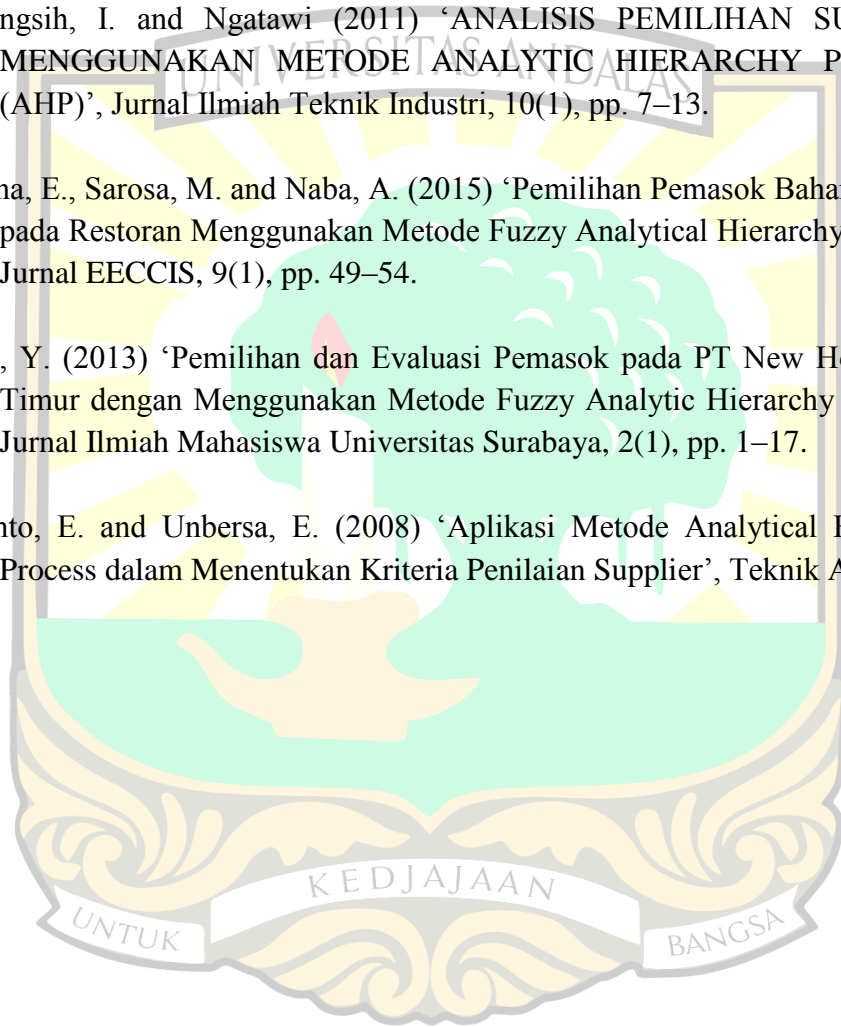 ngsih, I. and Ngatawi (2011) ‘ANALISIS PEMILIHAN SU
MENGGUNAKAN METODE ANALYTIC HIERARCHY P
UNIVERSITAS ANDALAS
(AHP)’, Jurnal Ilmiah Teknik Industri, 10(1), pp. 7–13.
na, E., Sarosa, M. and Naba, A. (2015) ‘Pemilihan Pemasok Bahan
pada Restoran Menggunakan Metode Fuzzy Analytical Hierarchy
Jurnal EECCIS, 9(1), pp. 49–54.
, Y. (2013) ‘Pemilihan dan Evaluasi Pemasok pada PT New Ho
Timur dengan Menggunakan Metode Fuzzy Analytic Hierarchy
Jurnal Ilmiah Mahasiswa Universitas Surabaya, 2(1), pp. 1–17.
nto, E. and Unbersa, E. (2008) ‘Aplikasi Metode Analytical H
Process dalam Menentukan Kriteria Penilaian Supplier’, Teknik A
UNTUK KEDJAJAAN BANGSA